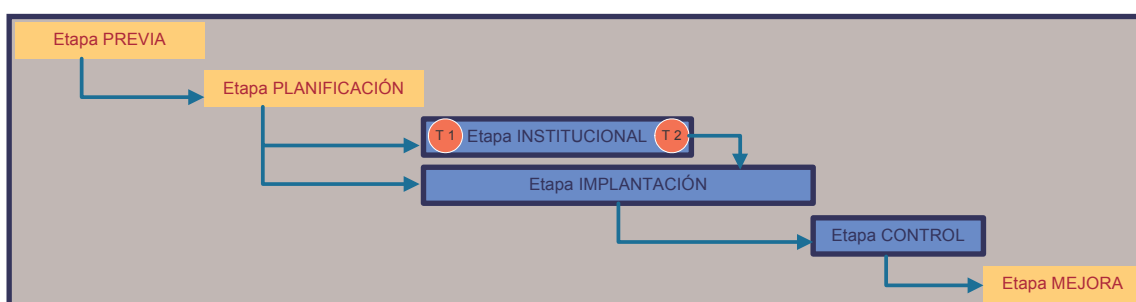 Etapa PREVIA
Etapa PLANIFICACIÓN
T 1 Etapa INSTITUCIONAL T 2
Etapa IMPLANTACIÓN
Etapa CONTROL
Etapa MEJORA